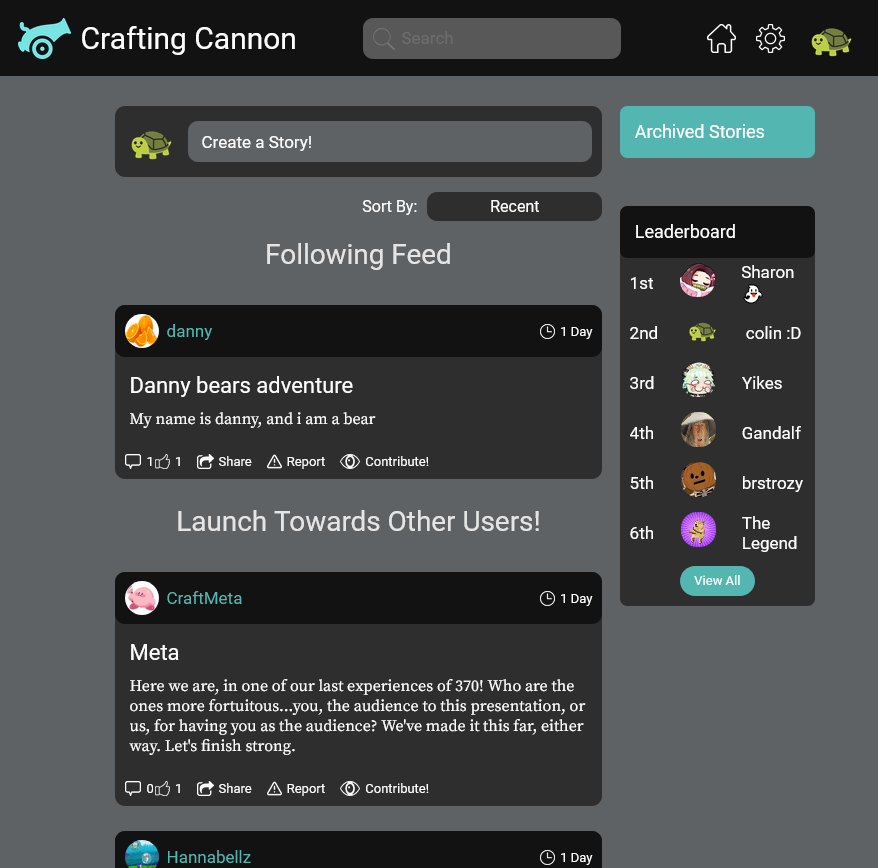 Crafting Cannon
Search
Create a Story!
Archived Stories
Sort By:
Recent
Following Feed
danny
1 Day
Danny bears adventure
My name is danny, and i am a bear
1
1
Share
Report
Contribute!
Launch Towards Other Users!
CraftMeta
1 Day
Meta
Here we are, in one of our last experiences of 370! Who are the
ones more fortuitous...you, the audience to this presentation, or
us, for having you as the audience? We've made it this far, either
way. Let's finish strong.
0
1
Share
Report
Contribute!
Hannabellz
1 Day
Leaderboard
1st
Sharon
👻
2nd
colin :D
3rd
Yikes
4th
Gandalf
5th
brstrozy
6th
The
Legend
View All